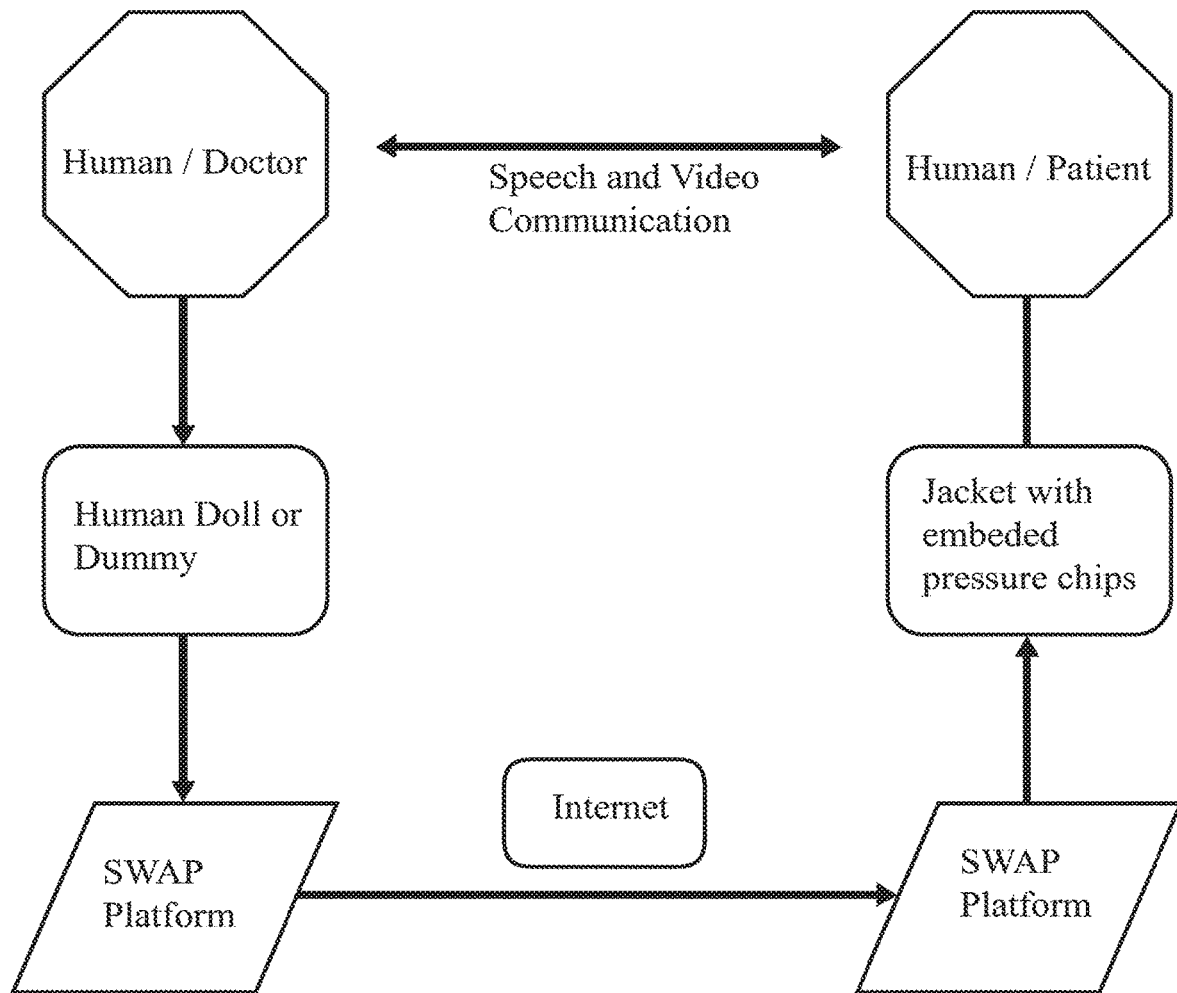 Human / Doctor
Speech and Video
Communication
Human / Patient
Human Doll or
Dummy
Jacket with
embeded
pressure chips
Internet
SWAP
Platform
SWAP
Platform